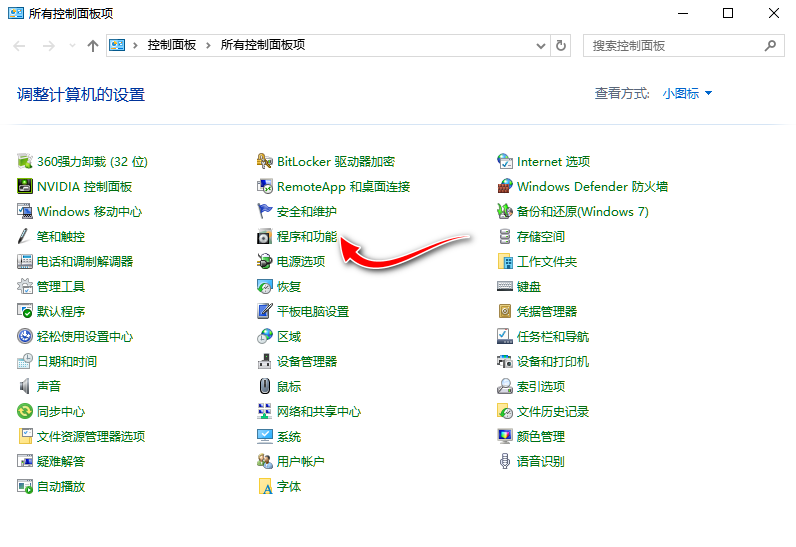 所有控制面板项
控制面板 > 所有控制面板项
搜索控制面板
调整计算机的设置
查看方式: 小图标
360强力卸载 (32 位)
BitLocker 驱动器加密
Internet 选项
NVIDIA 控制面板
RemoteApp 和桌面连接
Windows Defender 防火墙
Windows 移动中心
安全和维护
备份和还原(Windows 7)
笔和触控
程序和功能
存储空间
电话和调制解调器
电源选项
工作文件夹
管理工具
恢复
键盘
默认程序
平板电脑设置
凭据管理器
轻松使用设置中心
区域
任务栏和导航
日期和时间
设备管理器
设备和打印机
声音
鼠标
索引选项
同步中心
网络和共享中心
文件历史记录
文件资源管理器选项
系统
颜色管理
疑难解答
用户帐户
语音识别
自动播放
字体